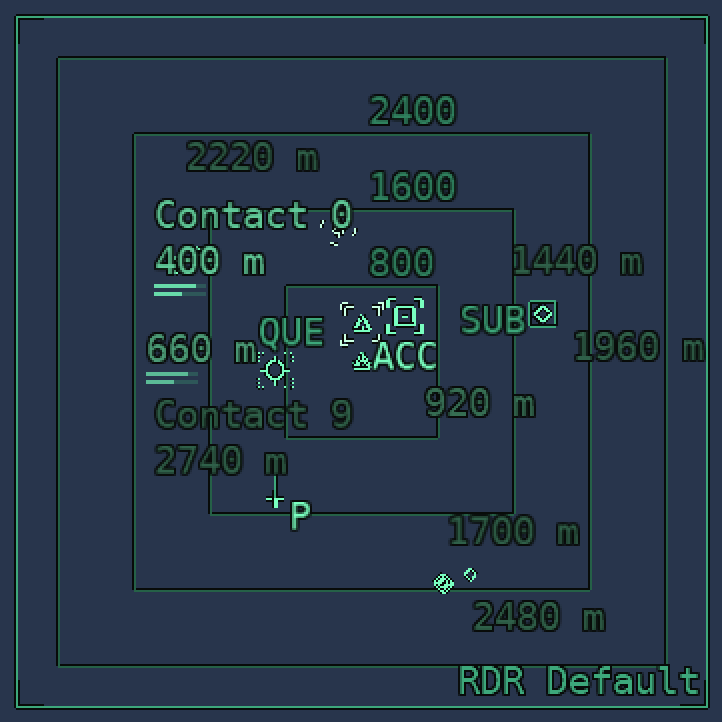 2400
2220 m
1600
Contact 0
400 m
800
1440 m
QUE
SUB
660 m
ACC
1960 m
920 m
Contact 9
2740 m
P
1700 m
2480 m
RDR Default